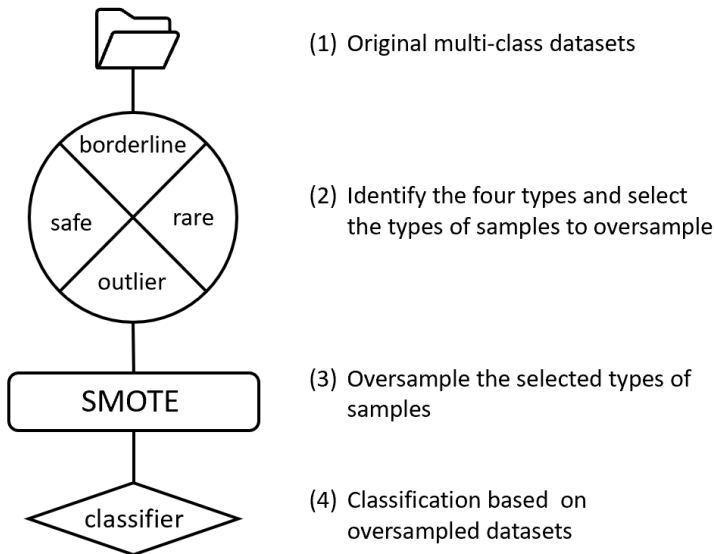 (1) Original multi-class datasets
borderline
safe
rare
outlier
(2) Identify the four types and select
the types of samples to oversample
SMOTE
(3) Oversample the selected types of
samples
classifier
(4) Classification based on
oversampled datasets